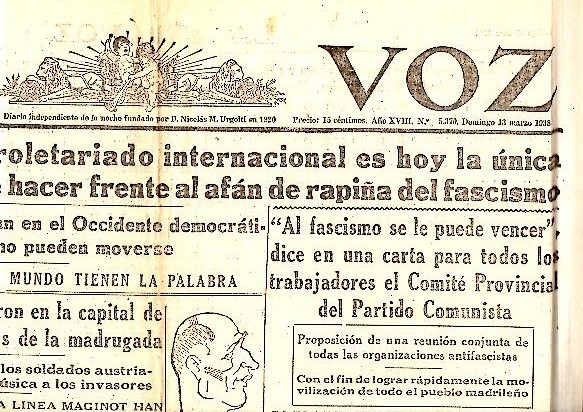 VOZ
Diario independiente de la noche fundado por D. Nicolás M. Urgoiti en 1920
Precio: 15 céntimos. Año XVIII. N.º 5.370. Domingo 13 marzo 1938
roletariado internacional es hoy la única
hacer frente al afán de rapiña del fascismo
an en el Occidente democráti-
no pueden moverse
MUNDO TIENEN LA PALABRA
ron en la capital de
s de la madrugada
los soldados austria-
úsica a los invasores
A LINEA MAGINOT HAN
"Al fascismo se le puede vencer",
dice en una carta para todos los
trabajadores el Comité Provincial
del Partido Comunista
Proposición de una reunión conjunta de
todas las organizaciones antifascistas
Con el fin de lograr rápidamente la mo-
vilización de todo el pueblo madrileño